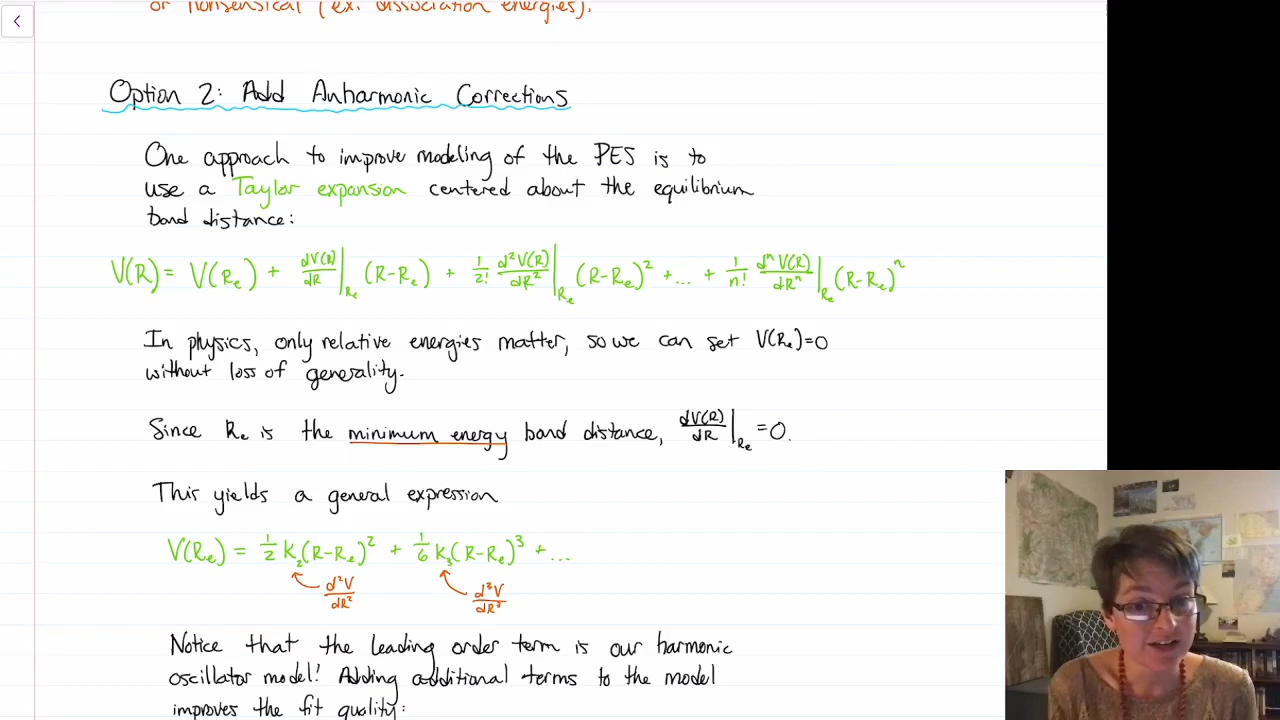 or nonsensical (ex. dissociation energies).
Option 2: Add Anharmonic Corrections
One approach to improve modeling of the PES is to
use a Taylor expansion centered about the equilibrium
bond distance:
V(R) = V(Re) + dV(R)/dR|Re (R-Re) + 1/2! d²V(R)/dR²|Re (R-Re)² + ... + 1/n! dⁿV(R)/dRⁿ|Re (R-Re)ⁿ
In physics, only relative energies matter, so we can set V(Re)=0
without loss of generality.
Since Re is the minimum energy bond distance, dV(R)/dR|Re =0.
This yields a general expression
V(Re) = 1/2 k₂(R-Re)² + 1/6 k₃(R-Re)³ + ...
d²V/dR² d³V/dR³
Notice that the leading order term is our harmonic
oscillator model! Adding additional terms to the model
improves the fit quality: